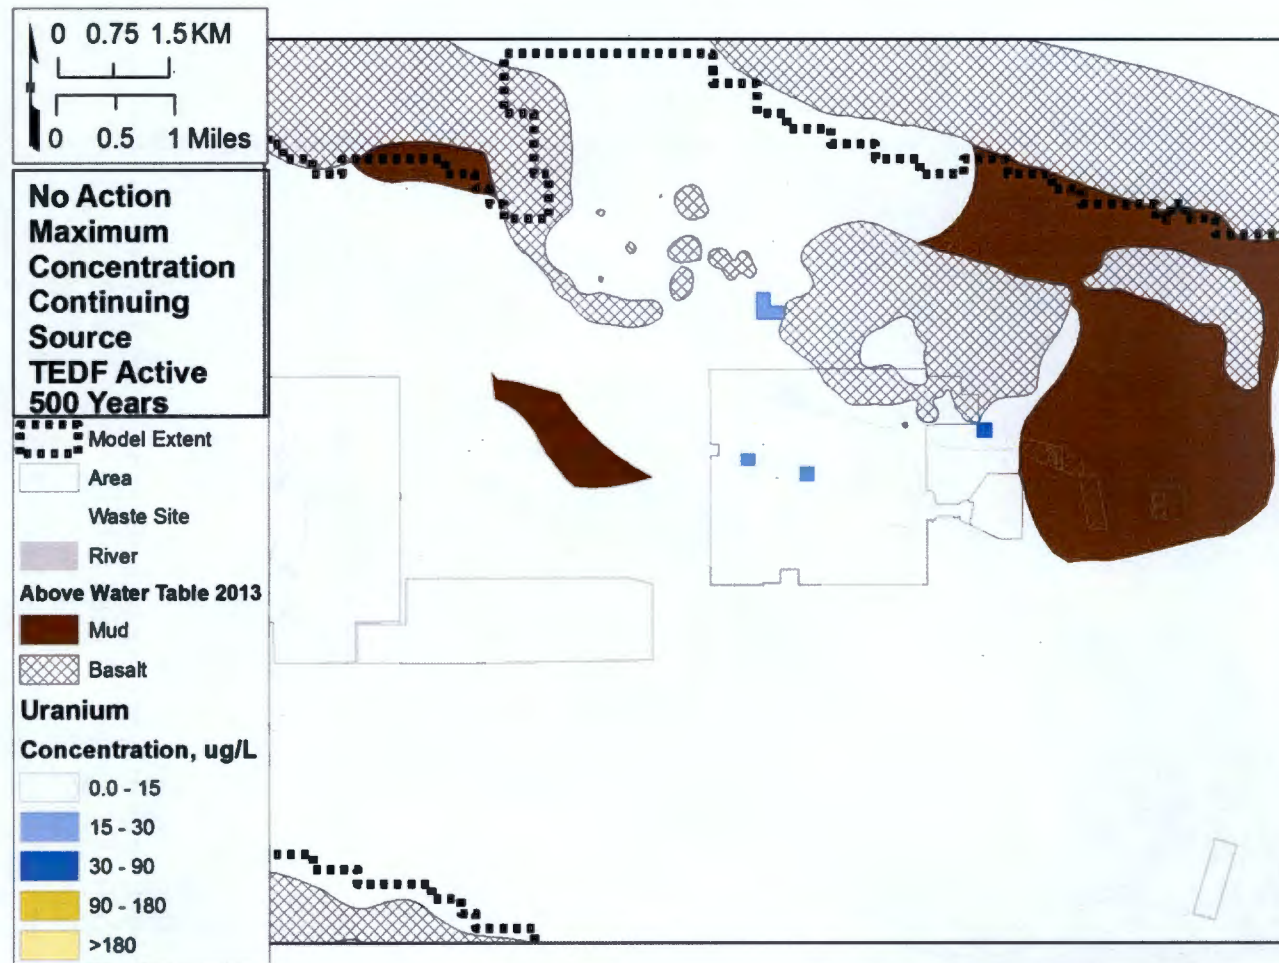 0 0.75 1.5 KM
0 0.5 1 Miles
No Action
Maximum
Concentration
Continuing
Source
TEDF Active
500 Years
Model Extent
Area
Waste Site
River
Above Water Table 2013
Mud
Basalt
Uranium
Concentration, ug/L
0.0 - 15
15 - 30
30 - 90
90 - 180
>180